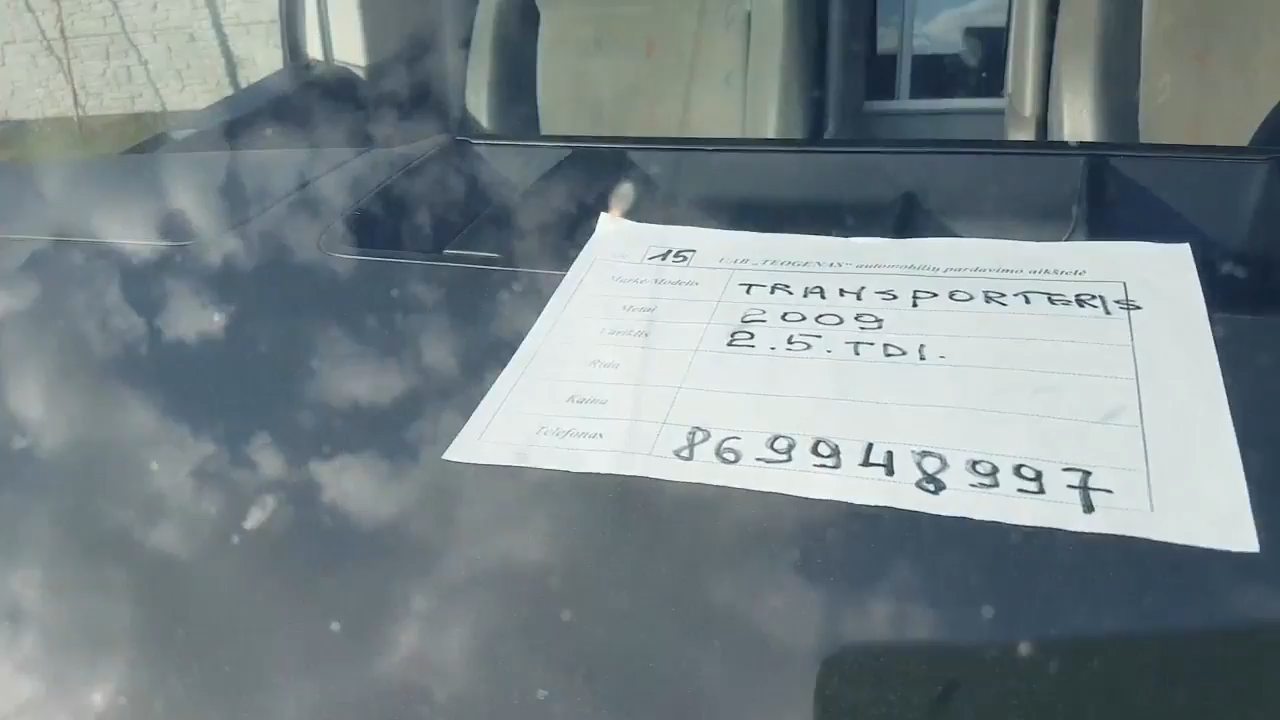 15 UAB „TEOGENAS“ automobilių pardavimo aikštelė
Markė/Modelis TRANSPORTERIS
Metai 2009
Variklis 2.5.TDI.
Rida
Kaina
Telefonas 869948997